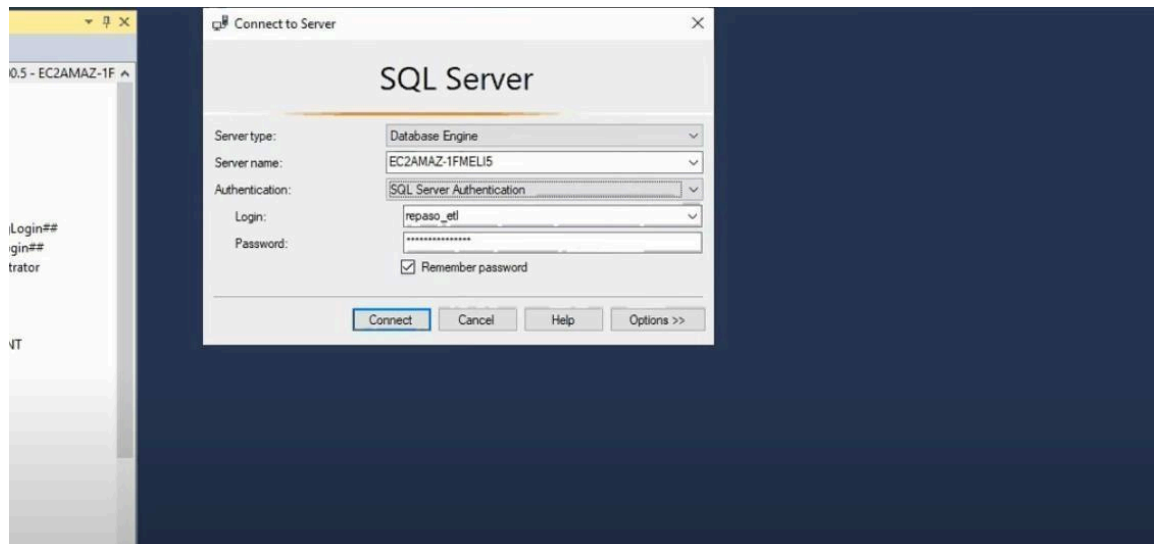 Connect to Server
0.5 - EC2AMAZ-1F
SQL Server
Server type: Database Engine
Server name: EC2AMAZ-1FMELI5
Authentication: SQL Server Authentication
Login: repaso_etl
Password: ***************
Remember password
Connect Cancel Help Options >>
Login##
gin##
trator
NT